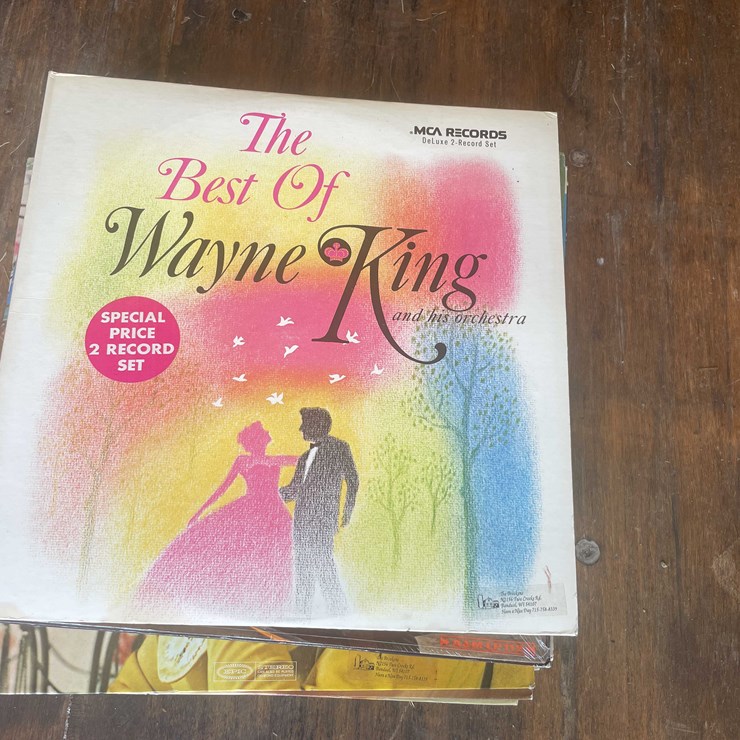 The
Best Of
Wayne King
and his orchestra
MCA RECORDS
DeLuxe 2-Record Set
SPECIAL
PRICE
2 RECORD
SET
EPIC
STEREO